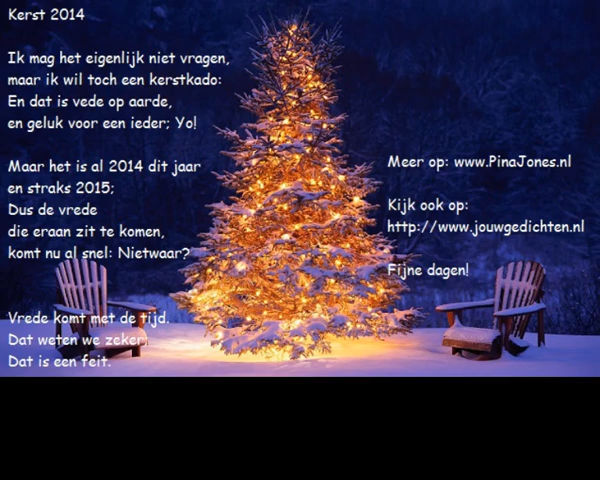 Kerst 2014
Ik mag het eigenlijk niet vragen,
maar ik wil toch een kerstkado:
En dat is vede op aarde,
en geluk voor een ieder; Yo!
Maar het is al 2014 dit jaar
en straks 2015;
Dus de vrede
die eraan zit te komen,
komt nu al snel: Nietwaar?
Vrede komt met de tijd.
Dat weten we zeker;
Dat is een feit.
Meer op: www.PinaJones.nl
Kijk ook op:
http://www.jouwgedichten.nl
Fijne dagen!